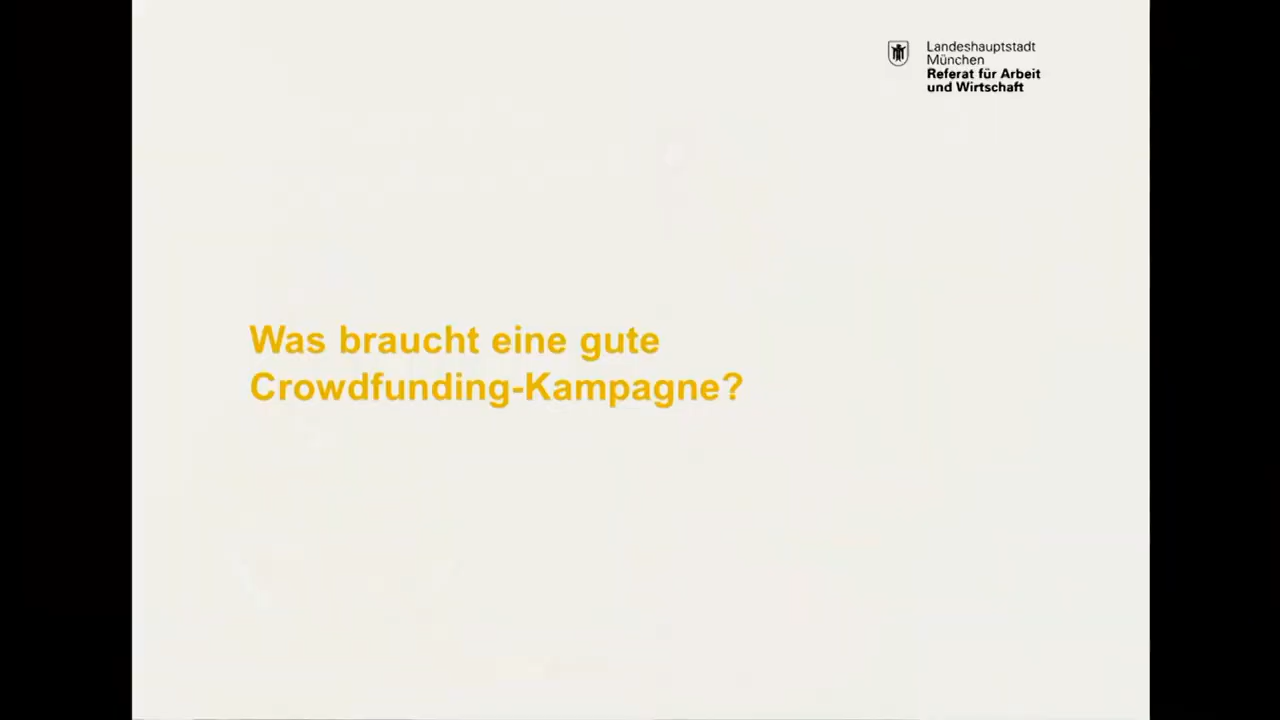 Landeshauptstadt
München
Referat für Arbeit
und Wirtschaft
Was braucht eine gute
Crowdfunding-Kampagne?